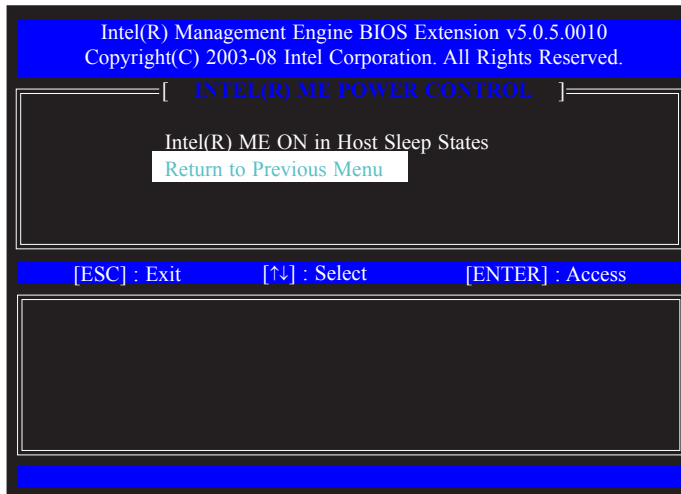 Intel(R) Management Engine BIOS Extension v5.0.5.0010
Copyright(C) 2003-08 Intel Corporation. All Rights Reserved.
[ INTEL(R) ME POWER CONTROL ]
Intel(R) ME ON in Host Sleep States
Return to Previous Menu
[ESC] : Exit [↑↓] : Select [ENTER] : Access